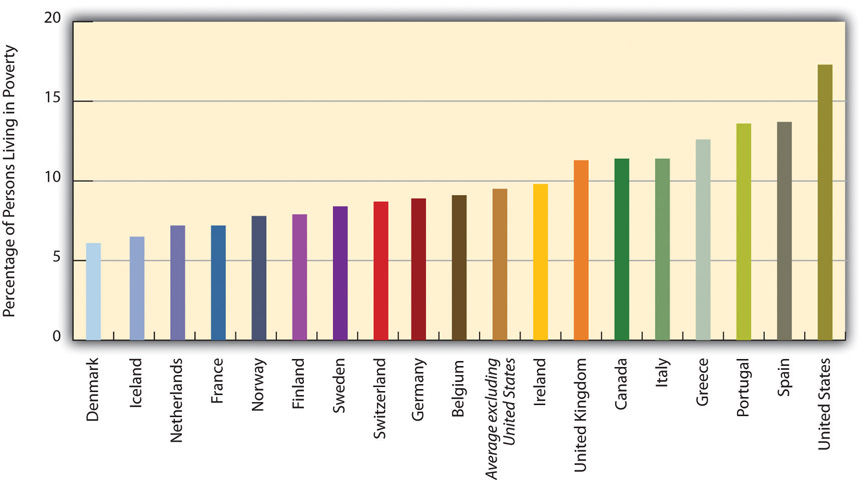 Percentage of Persons Living in Poverty
20
15
10
5
0
Denmark
Iceland
Netherlands
France
Norway
Finland
Sweden
Switzerland
Germany
Belgium
Average excluding
United States
Ireland
United Kingdom
Canada
Italy
Greece
Portugal
Spain
United States